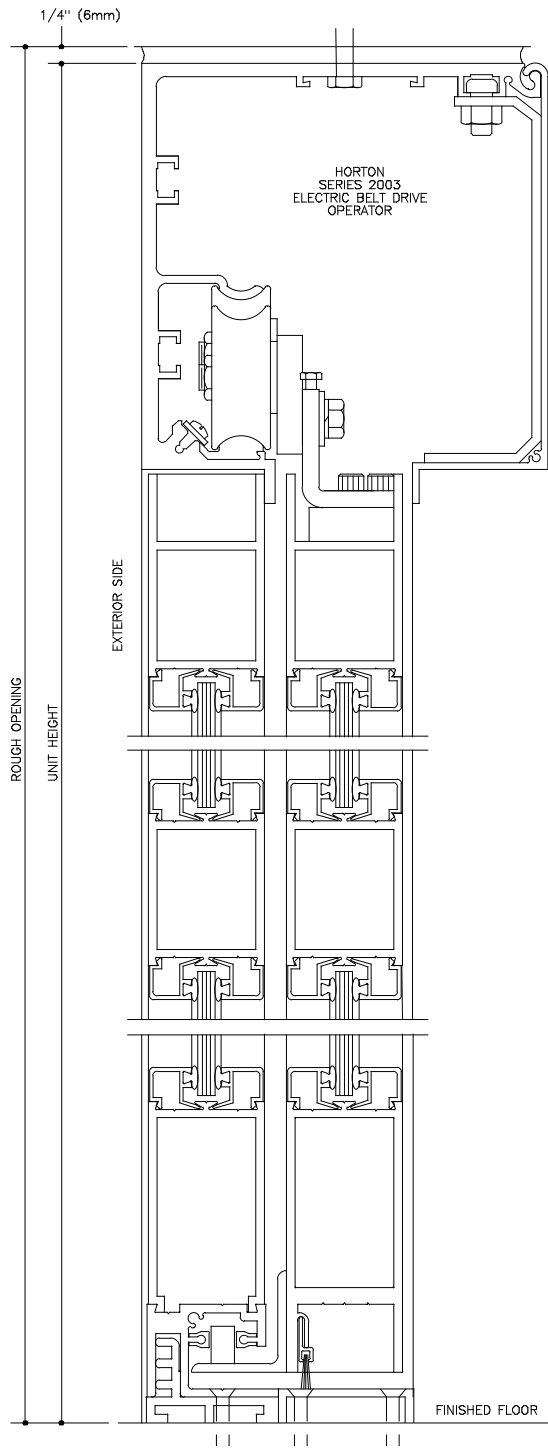 1/4" (6mm)
HORTON
SERIES 2003
ELECTRIC BELT DRIVE
OPERATOR
EXTERIOR SIDE
ROUGH OPENING
UNIT HEIGHT
FINISHED FLOOR